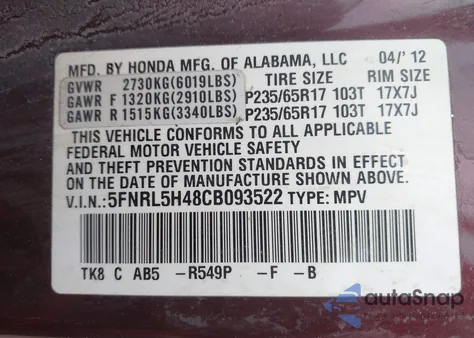 MFD. BY HONDA MFG. OF ALABAMA, LLC 04/'12
GVWR 2730KG(6019LBS) TIRE SIZE RIM SIZE
GAWR F 1320KG(2910LBS) P235/65R17 103T 17X7J
GAWR R 1515KG(3340LBS) P235/65R17 103T 17X7J
THIS VEHICLE CONFORMS TO ALL APPLICABLE
FEDERAL MOTOR VEHICLE SAFETY
AND THEFT PREVENTION STANDARDS IN EFFECT
ON THE DATE OF MANUFACTURE SHOWN ABOVE.
V.I.N.:5FNRL5H48CB093522 TYPE: MPV
TK8 C AB5 -R549P -F -B
autoSnap